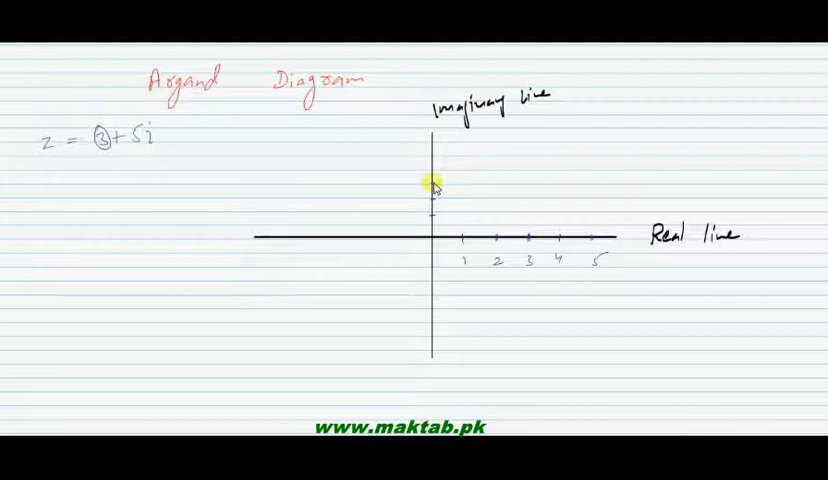 Argand Diagram
Imaginary line
z = 3 + 5i
Real line
1 2 3 4 5
www.maktab.pk